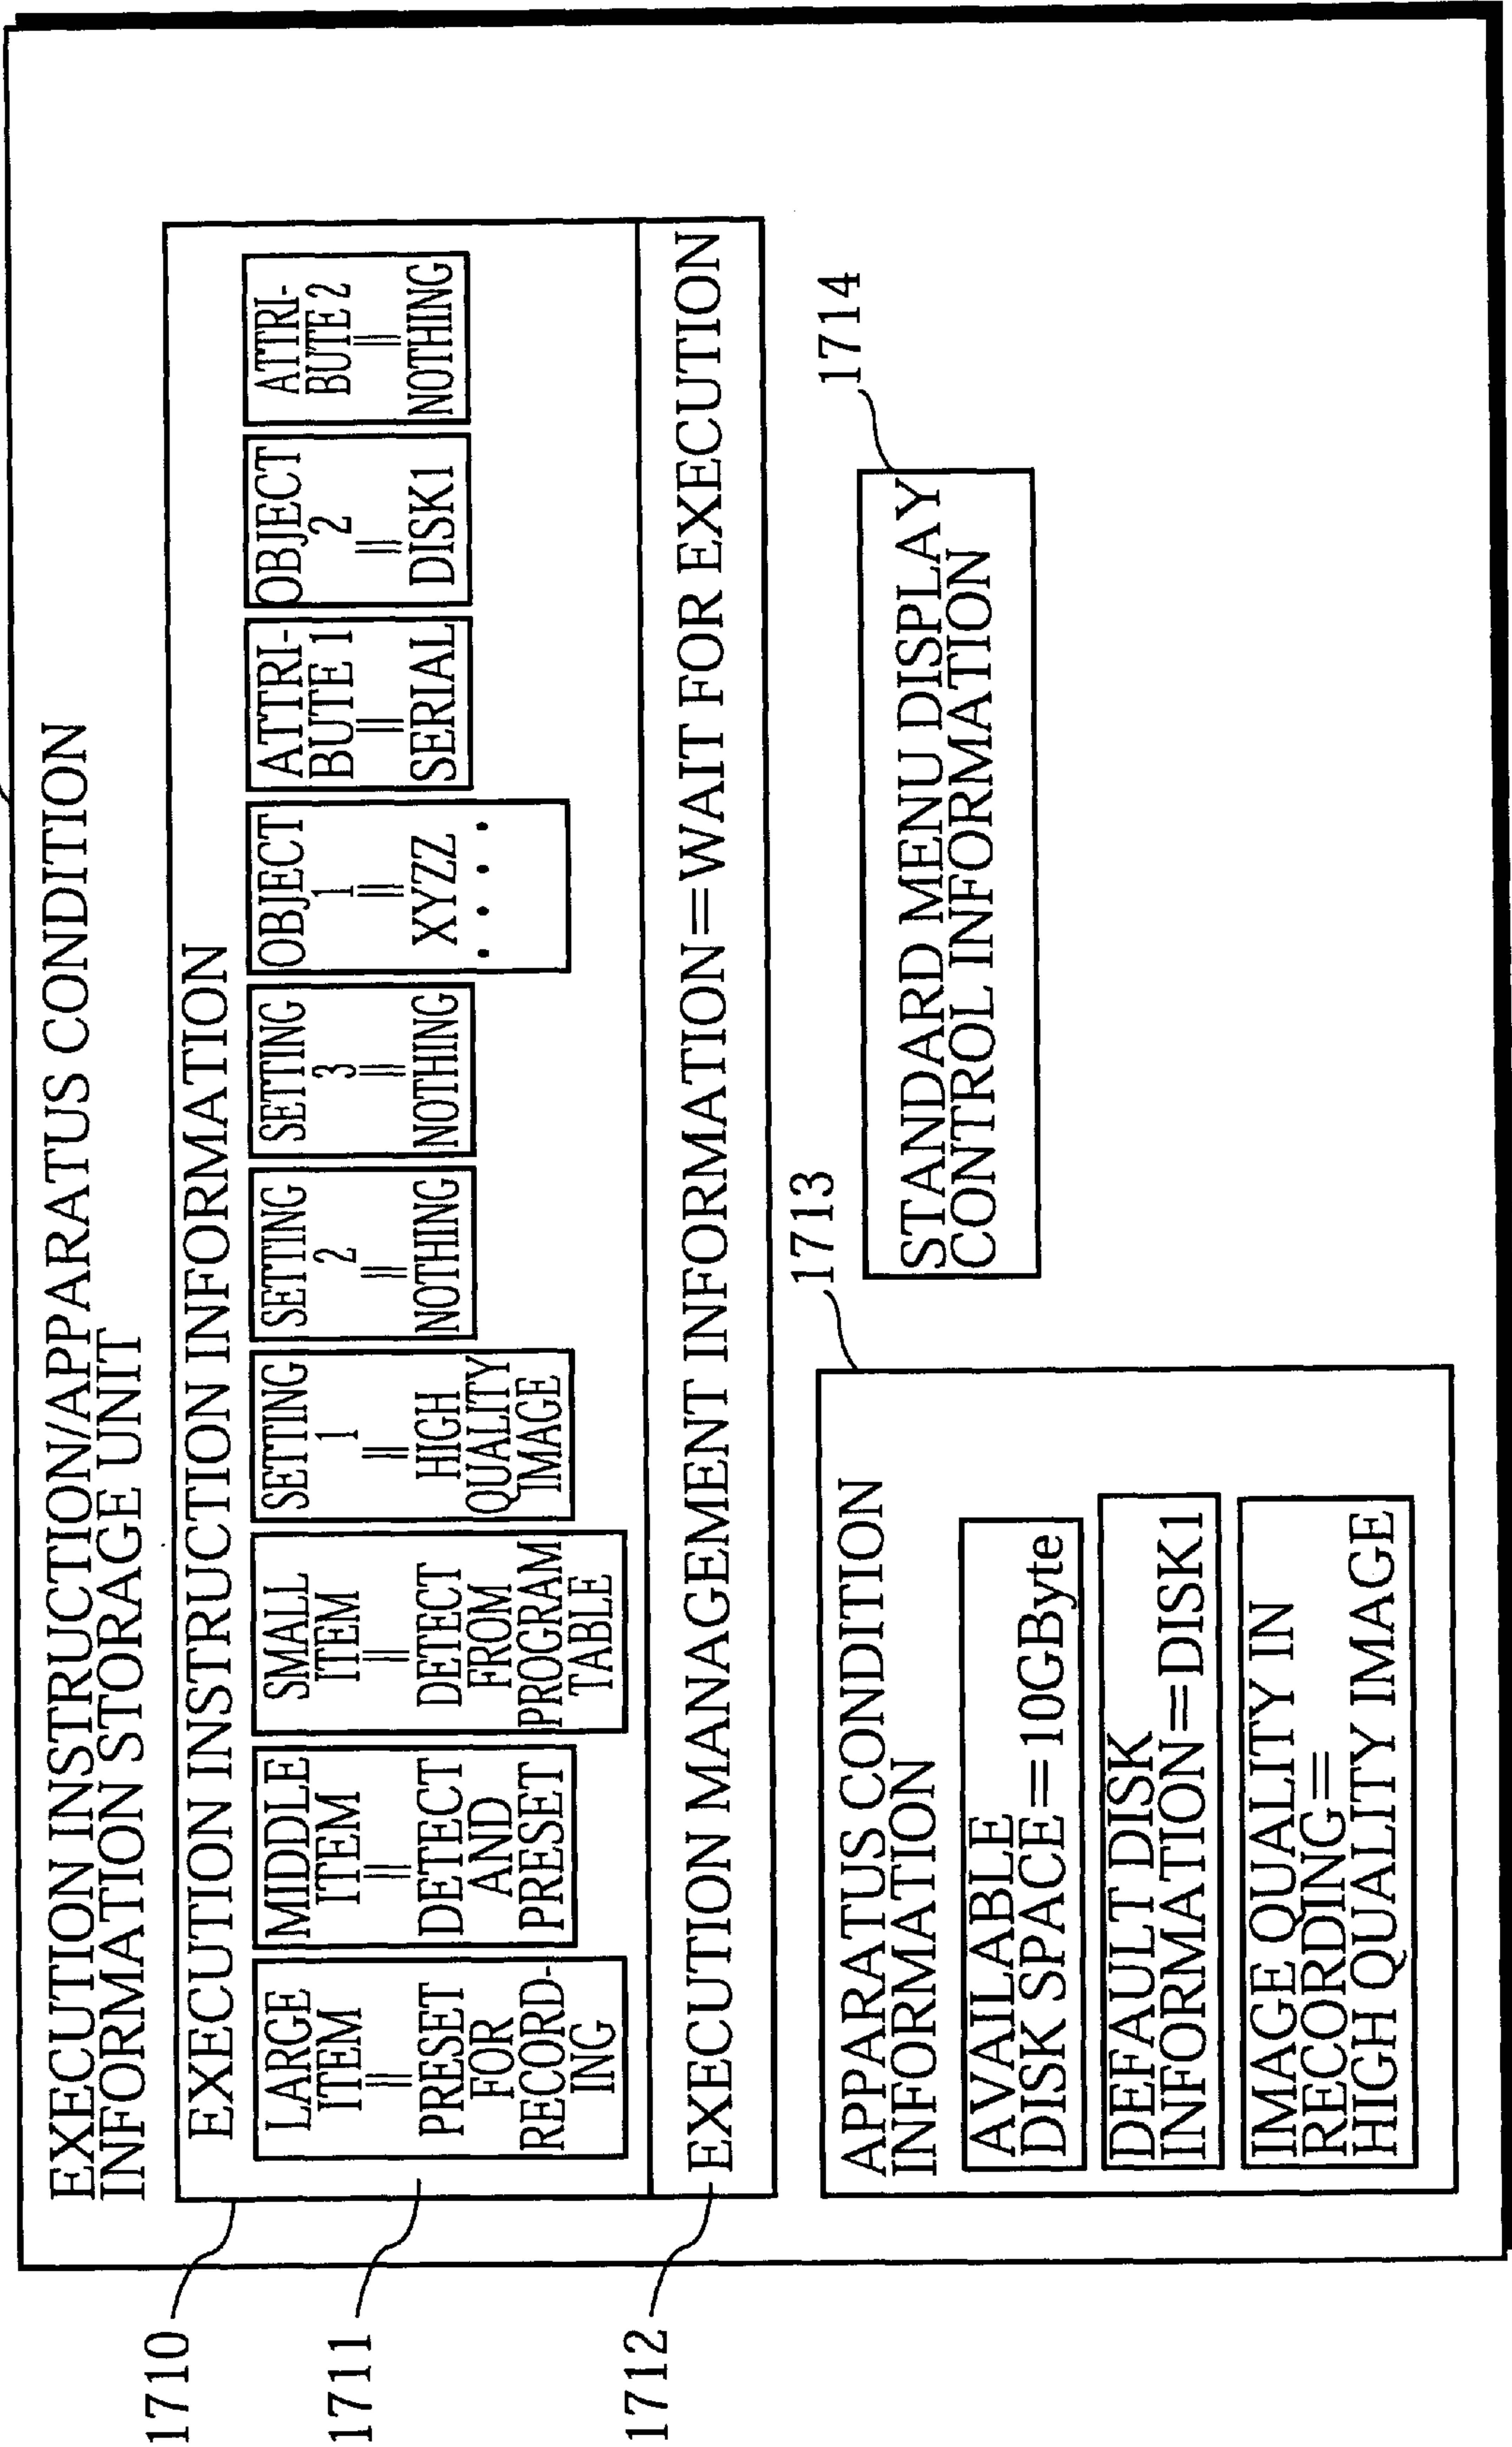 EXECUTION INSTRUCTION/APPARATUS CONDITION
INFORMATION STORAGE UNIT
1710
EXECUTION INSTRUCTION INFORMATION
1711
LARGE
ITEM
=
PRESET
FOR
RECORD-
ING
MIDDLE
ITEM
=
DETECT
AND
PRESET
SMALL
ITEM
=
DETECT
FROM
PROGRAM
TABLE
SETTING
1
=
HIGH
QUALITY
IMAGE
SETTING
2
=
NOTHING
SETTING
3
=
NOTHING
OBJECT
1
=
XYZZ
. . . .
ATTRI-
BUTE 1
=
SERIAL
OBJECT
2
=
DISK1
ATTRI-
BUTE 2
=
NOTHING
1712
EXECUTION MANAGEMENT INFORMATION=WAIT FOR EXECUTION
1713
APPARATUS CONDITION
INFORMATION
AVAILABLE
DISK SPACE=10GByte
DEFAULT DISK
INFORMATION=DISK1
IMAGE QUALITY IN
RECORDING=
HIGH QUALITY IMAGE
1714
STANDARD MENU DISPLAY
CONTROL INFORMATION